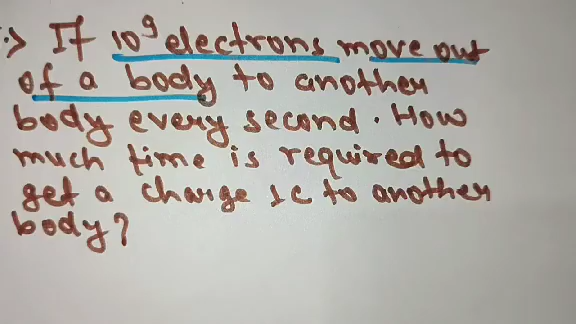 :> If 10⁹ electrons move out
of a body to another
body every second. How
much time is required to
get a charge 1c to another
body?